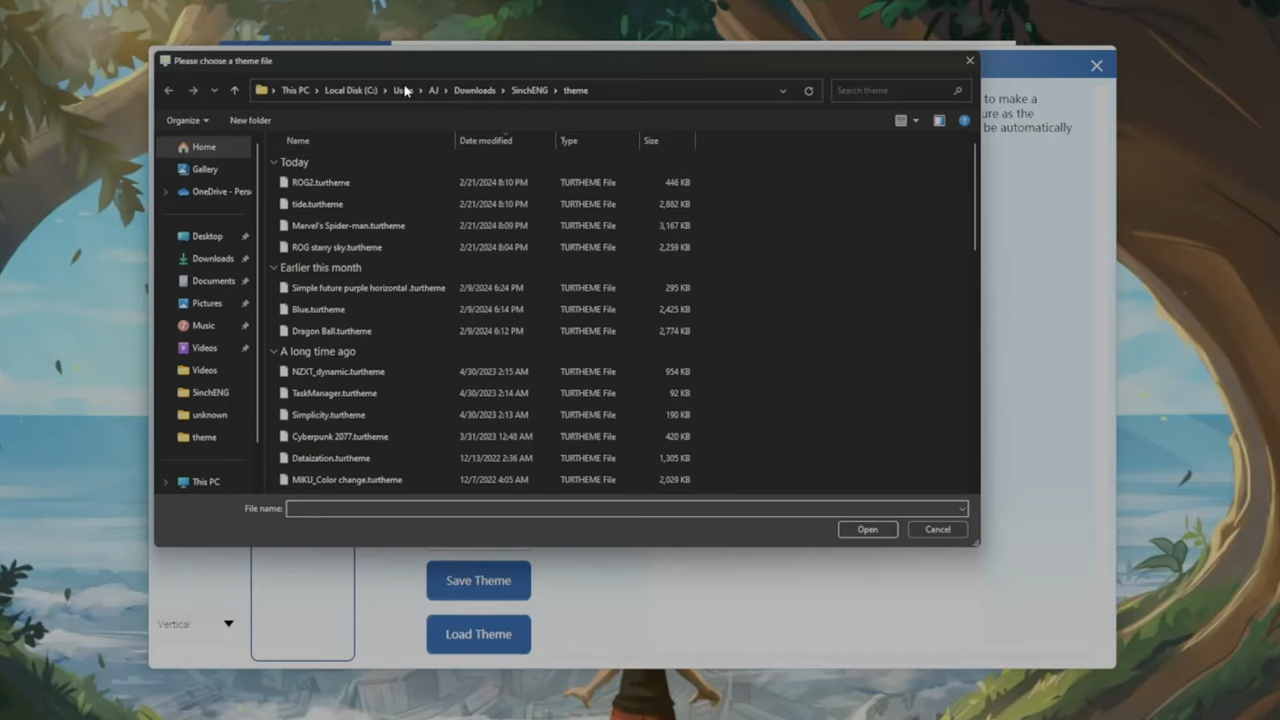 Please choose a theme file
This PC > Local Disk (C:) > Us > AJ > Downloads > 5inchENG > theme
Search theme
to make a
ure as the
be automatically
Organize
New folder
Name Date modified Type Size
Home
Gallery
OneDrive - Pers
Desktop
Downloads
Documents
Pictures
Music
Videos
Videos
5inchENG
unknown
theme
This PC
Today
ROG2.turtheme 2/21/2024 8:10 PM TURTHEME File 446 KB
tide.turtheme 2/21/2024 8:10 PM TURTHEME File 2,882 KB
Marvel's Spider-man.turtheme 2/21/2024 8:09 PM TURTHEME File 3,167 KB
ROG starry sky.turtheme 2/21/2024 8:04 PM TURTHEME File 2,259 KB
Earlier this month
Simple future purple horizontal .turtheme 2/9/2024 6:24 PM TURTHEME File 295 KB
Blue.turtheme 2/9/2024 6:14 PM TURTHEME File 2,425 KB
Dragon Ball.turtheme 2/9/2024 6:12 PM TURTHEME File 2,774 KB
A long time ago
NZXT_dynamic.turtheme 4/30/2023 2:15 AM TURTHEME File 954 KB
TaskManager.turtheme 4/30/2023 2:14 AM TURTHEME File 92 KB
Simplicity.turtheme 4/30/2023 2:13 AM TURTHEME File 190 KB
Cyberpunk 2077.turtheme 3/31/2023 12:48 AM TURTHEME File 420 KB
Dataization.turtheme 12/13/2022 2:36 AM TURTHEME File 1,305 KB
MIKU_Color change.turtheme 12/7/2022 4:05 AM TURTHEME File 2,029 KB
File name:
Open
Cancel
Save Theme
Vertical
Load Theme